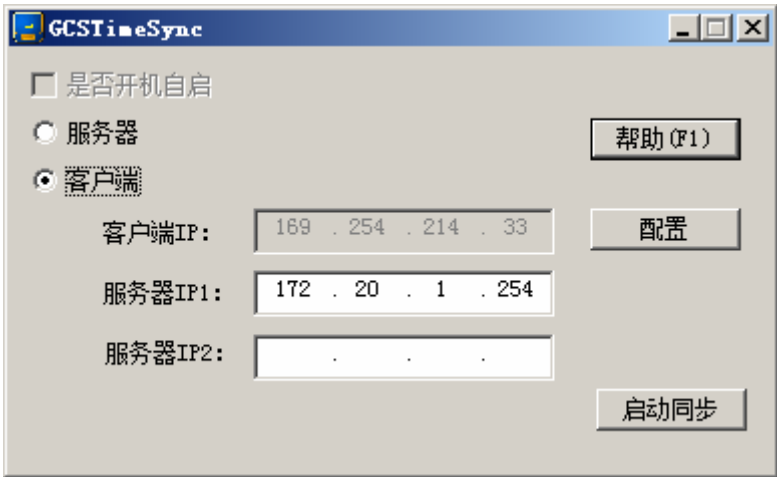 GCSTimeSync
是否开机自启
服务器
帮助(F1)
客户端
客户端IP: 169 . 254 . 214 . 33
配置
服务器IP1: 172 . 20 . 1 . 254
服务器IP2: . . .
启动同步